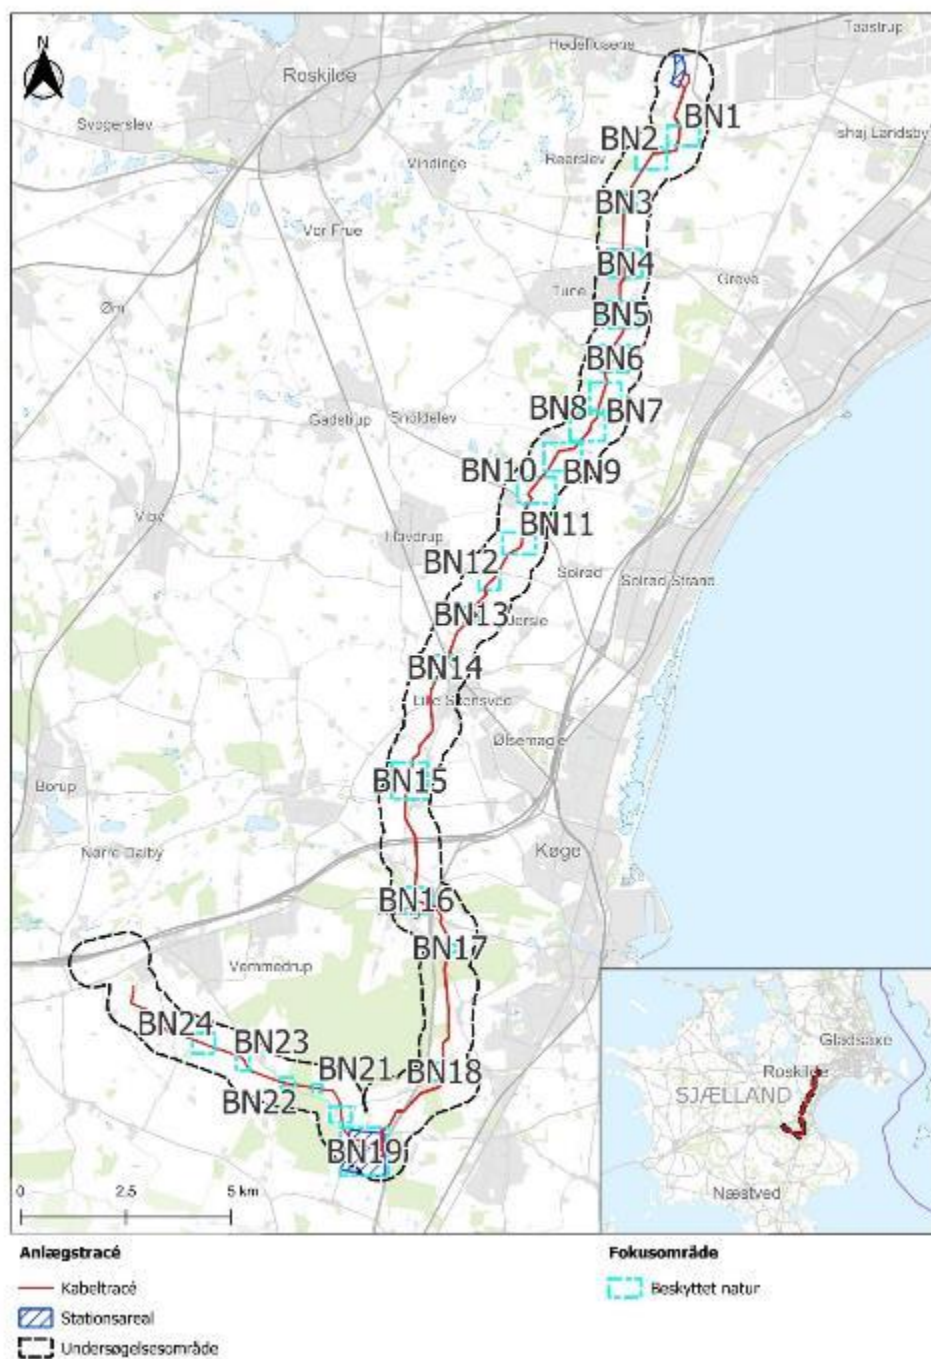 N
Hedehusene
Taastrup
Roskilde
Svogerslev
BN1
BN2
Ishøj Landsby
Vindinge
Reerslev
BN3
Vor Frue
BN4
Greve
Tune
Øm
BN5
BN6
BN8
BN7
Gadstrup
Snoldelev
BN10
BN9
Viby
BN11
Havdrup
BN12
Solrød
Solrød Strand
BN13
Jersie
BN14
Lille Skensved
Ølsemagle
BN15
Borup
Køge
Nørre Dalby
BN16
BN17
Vemmedrup
BN24
BN23
BN21
BN18
BN22
BN19
Gladsaxe
Roskilde
SJÆLLAND
Næstved
0 2.5 5 km
Anlægstracé
Kabeltracé
Stationsareal
Undersøgelsesområde
Fokusområde
Beskyttet natur